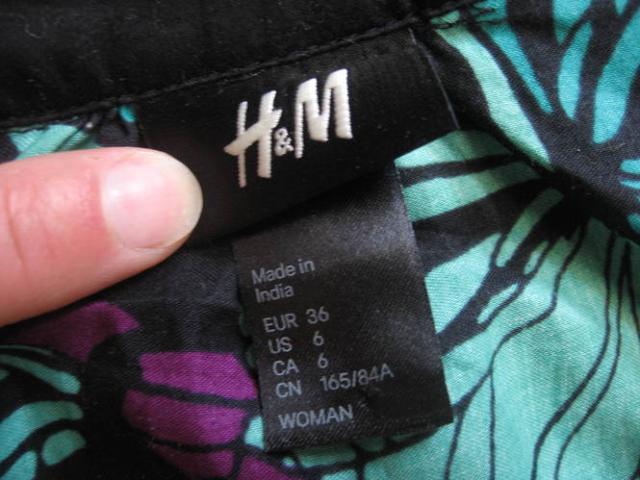 H&M
Made in
India
EUR 36
US 6
CA 6
CN 165/84A
WOMAN